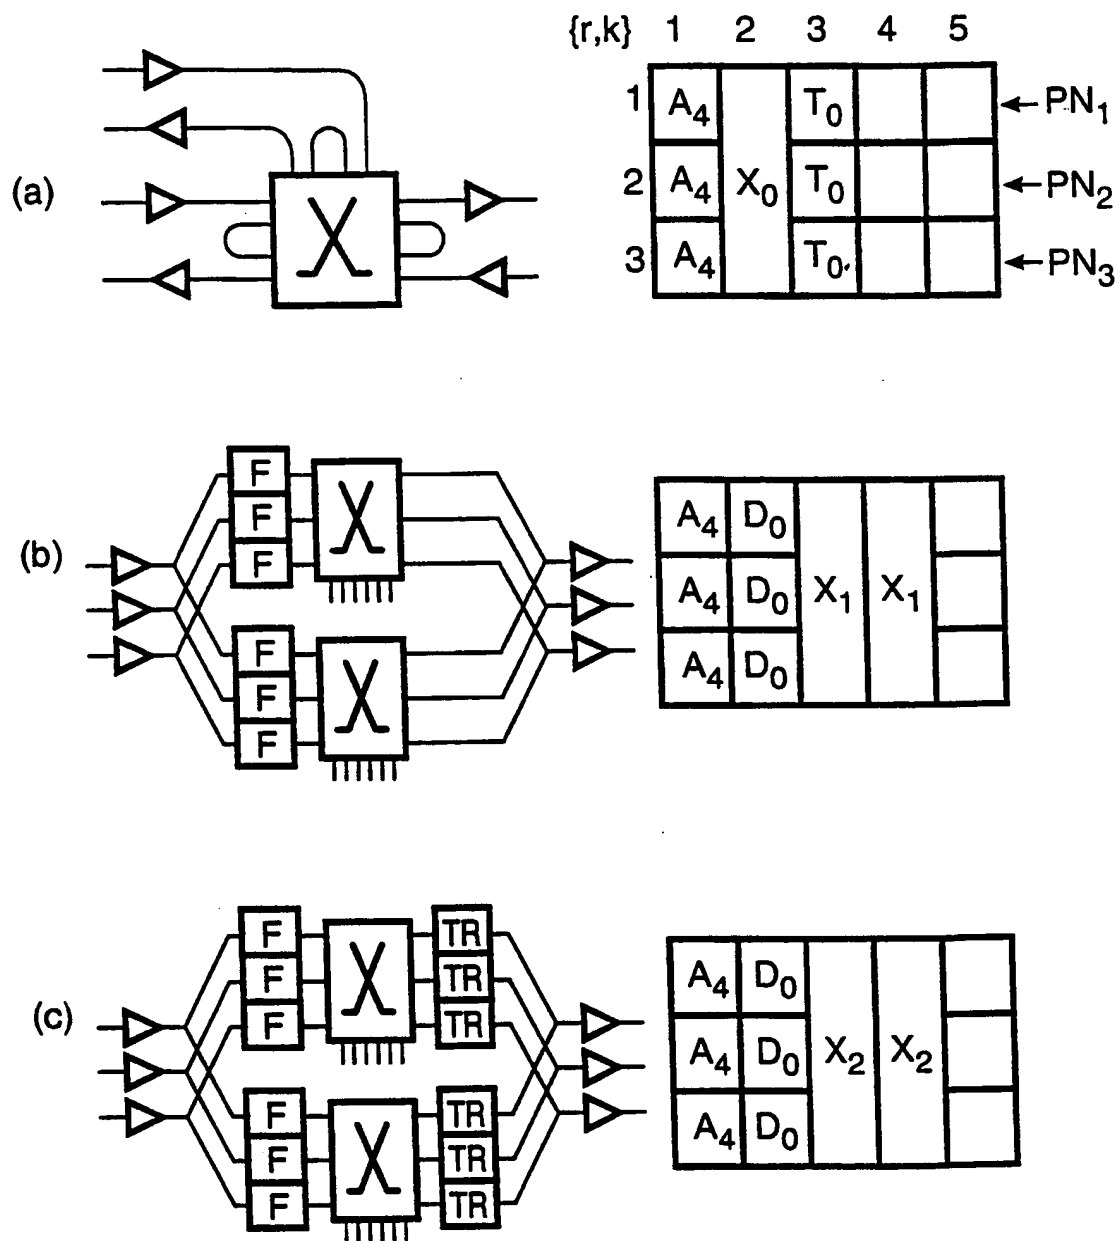 {r,k} 1 2 3 4 5
(a)
1 A4 T0 PN1
2 A4 X0 T0 PN2
3 A4 T0 PN3
(b)
F
F
F
F
F
F
A4 D0
A4 D0 X1 X1
A4 D0
(c)
F TR
F TR
F TR
F TR
F TR
F TR
A4 D0
A4 D0 X2 X2
A4 D0